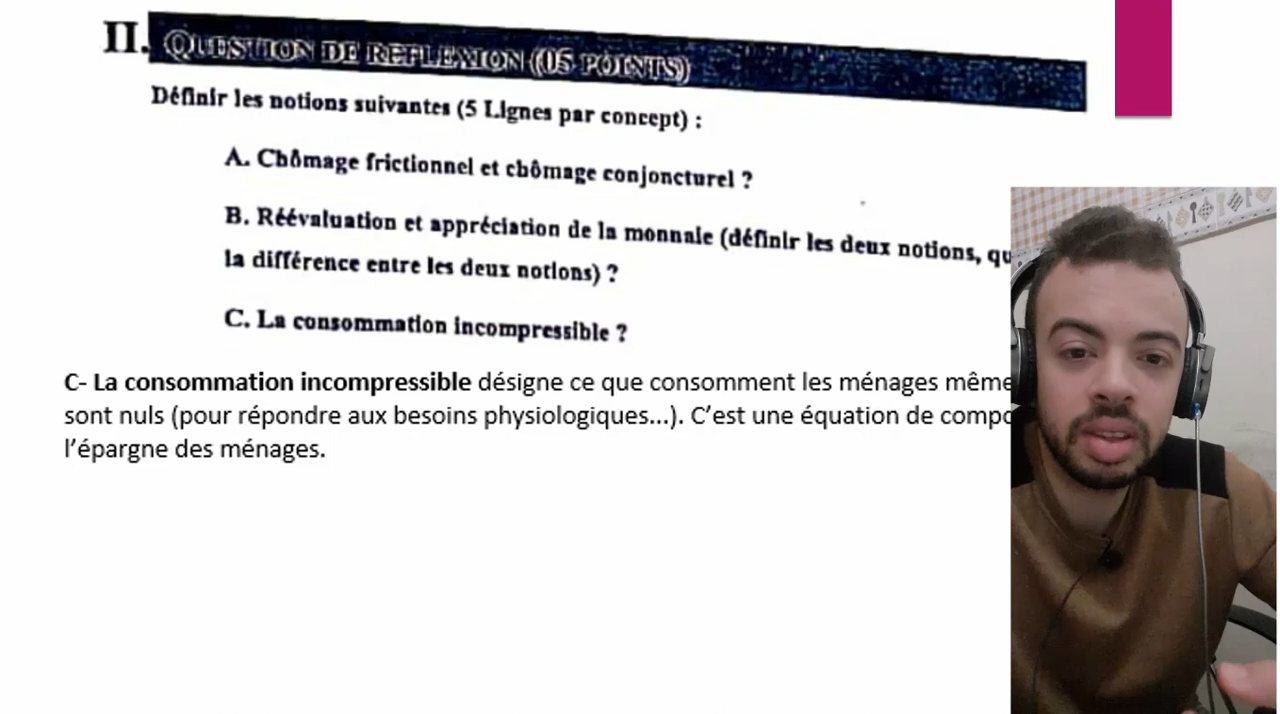 II. QUESTION DE REFLEXION (05 POINTS)
Définir les notions suivantes (5 Lignes par concept) :
A. Chômage frictionnel et chômage conjoncturel ?
B. Réévaluation et appréciation de la monnaie (définir les deux notions,
la différence entre les deux notions) ?
C. La consommation incompressible ?
C- La consommation incompressible désigne ce que consomment les ménages même
sont nuls (pour répondre aux besoins physiologiques...). C'est une équation de
l'épargne des ménages.